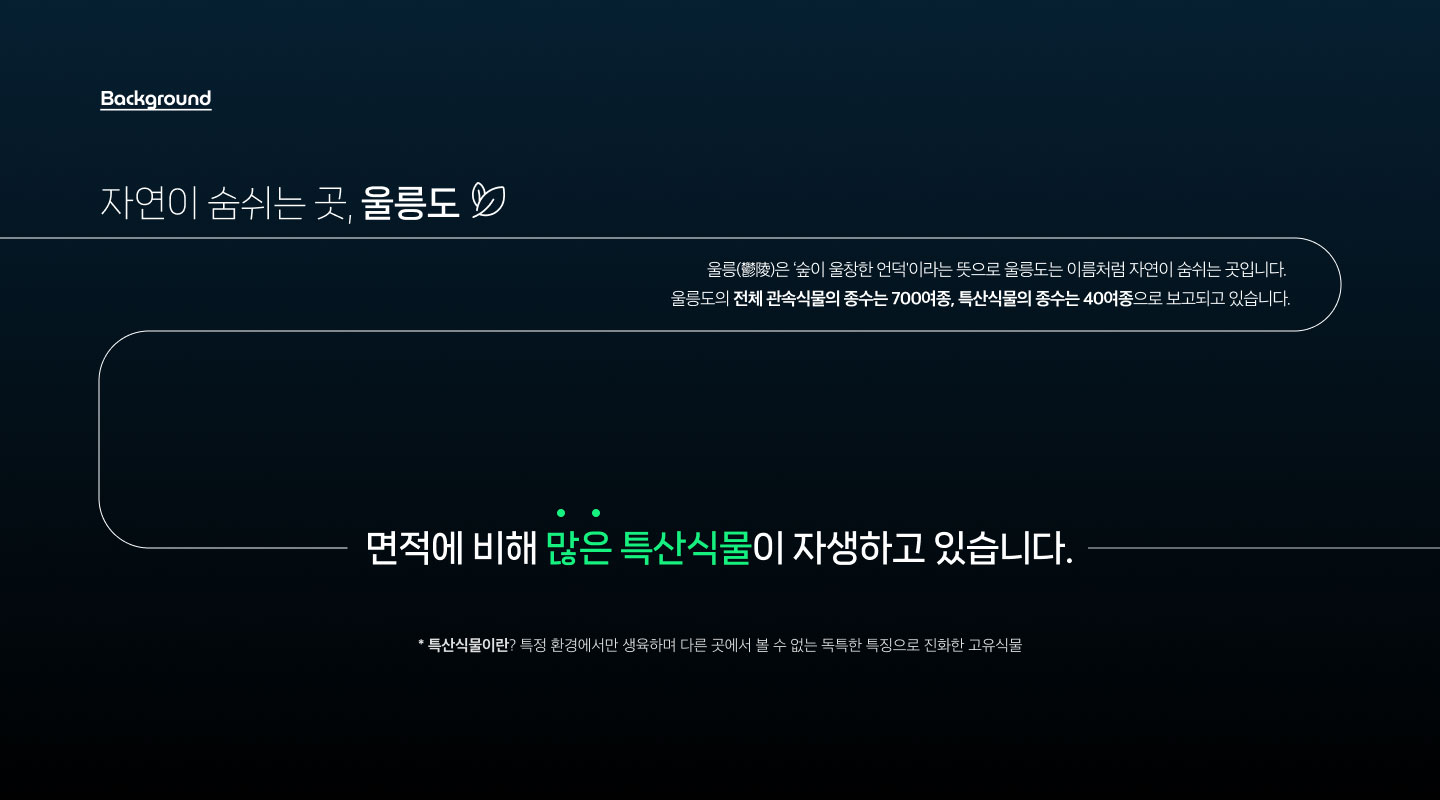 Background
자연이 숨쉬는 곳, 울릉도
울릉(鬱陵)은 ‘숲이 울창한 언덕’이라는 뜻으로 울릉도는 이름처럼 자연이 숨쉬는 곳입니다.
울릉도의 전체 관속식물의 종수는 700여종, 특산식물의 종수는 40여종으로 보고되고 있습니다.
면적에 비해 많은 특산식물이 자생하고 있습니다.
* 특산식물이란? 특정 환경에서만 생육하며 다른 곳에서 볼 수 없는 독특한 특징으로 진화한 고유식물